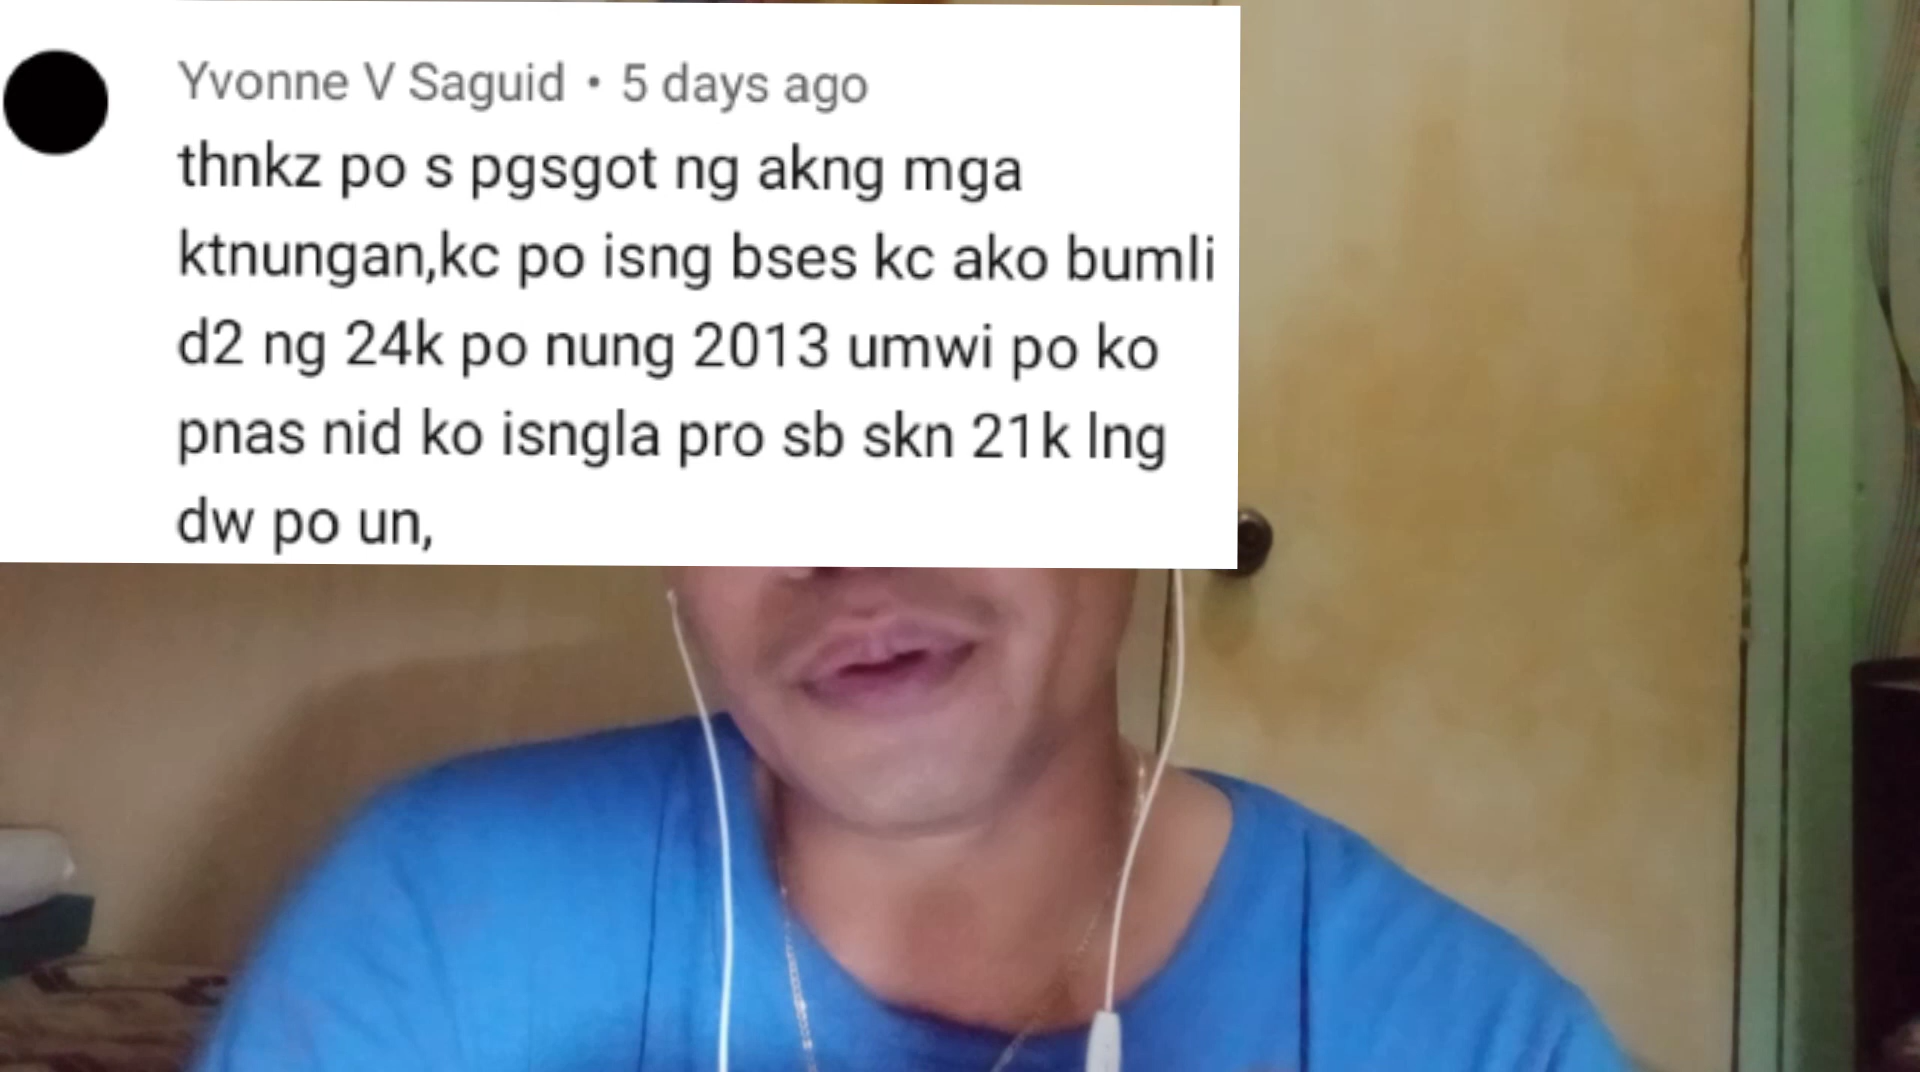 Yvonne V Saguid • 5 days ago
thnkz po s pgsgot ng akng mga
ktnungan,kc po isng bses kc ako bumli
d2 ng 24k po nung 2013 umwi po ko
pnas nid ko isngla pro sb skn 21k lng
dw po un,